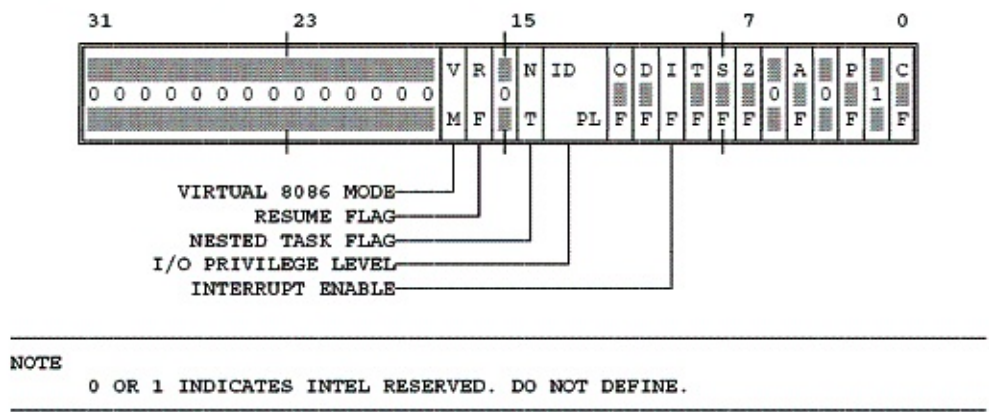 31 23 15 7 0
V R N ID O D I T S Z A P C
0 0 0 0 0 0 0 0 0 0 0 0 0 0 0 0 0 1
M F T PL F F F F F F F F F
VIRTUAL 8086 MODE
RESUME FLAG
NESTED TASK FLAG
I/O PRIVILEGE LEVEL
INTERRUPT ENABLE
NOTE
0 OR 1 INDICATES INTEL RESERVED. DO NOT DEFINE.